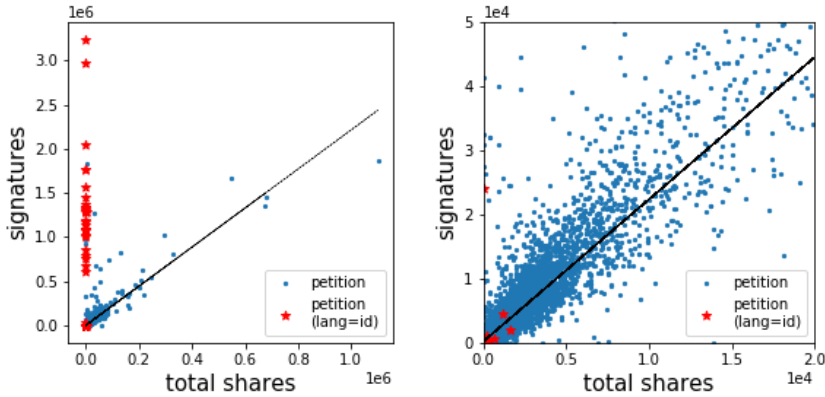 1e6
3.0
2.5
2.0
1.5
1.0
0.5
0.0
signatures
petition
petition
(lang=id)
0.0 0.2 0.4 0.6 0.8 1.0
1e6
total shares
1e4
5
4
3
2
1
0
signatures
petition
petition
(lang=id)
0.0 0.5 1.0 1.5 2.0
1e4
total shares